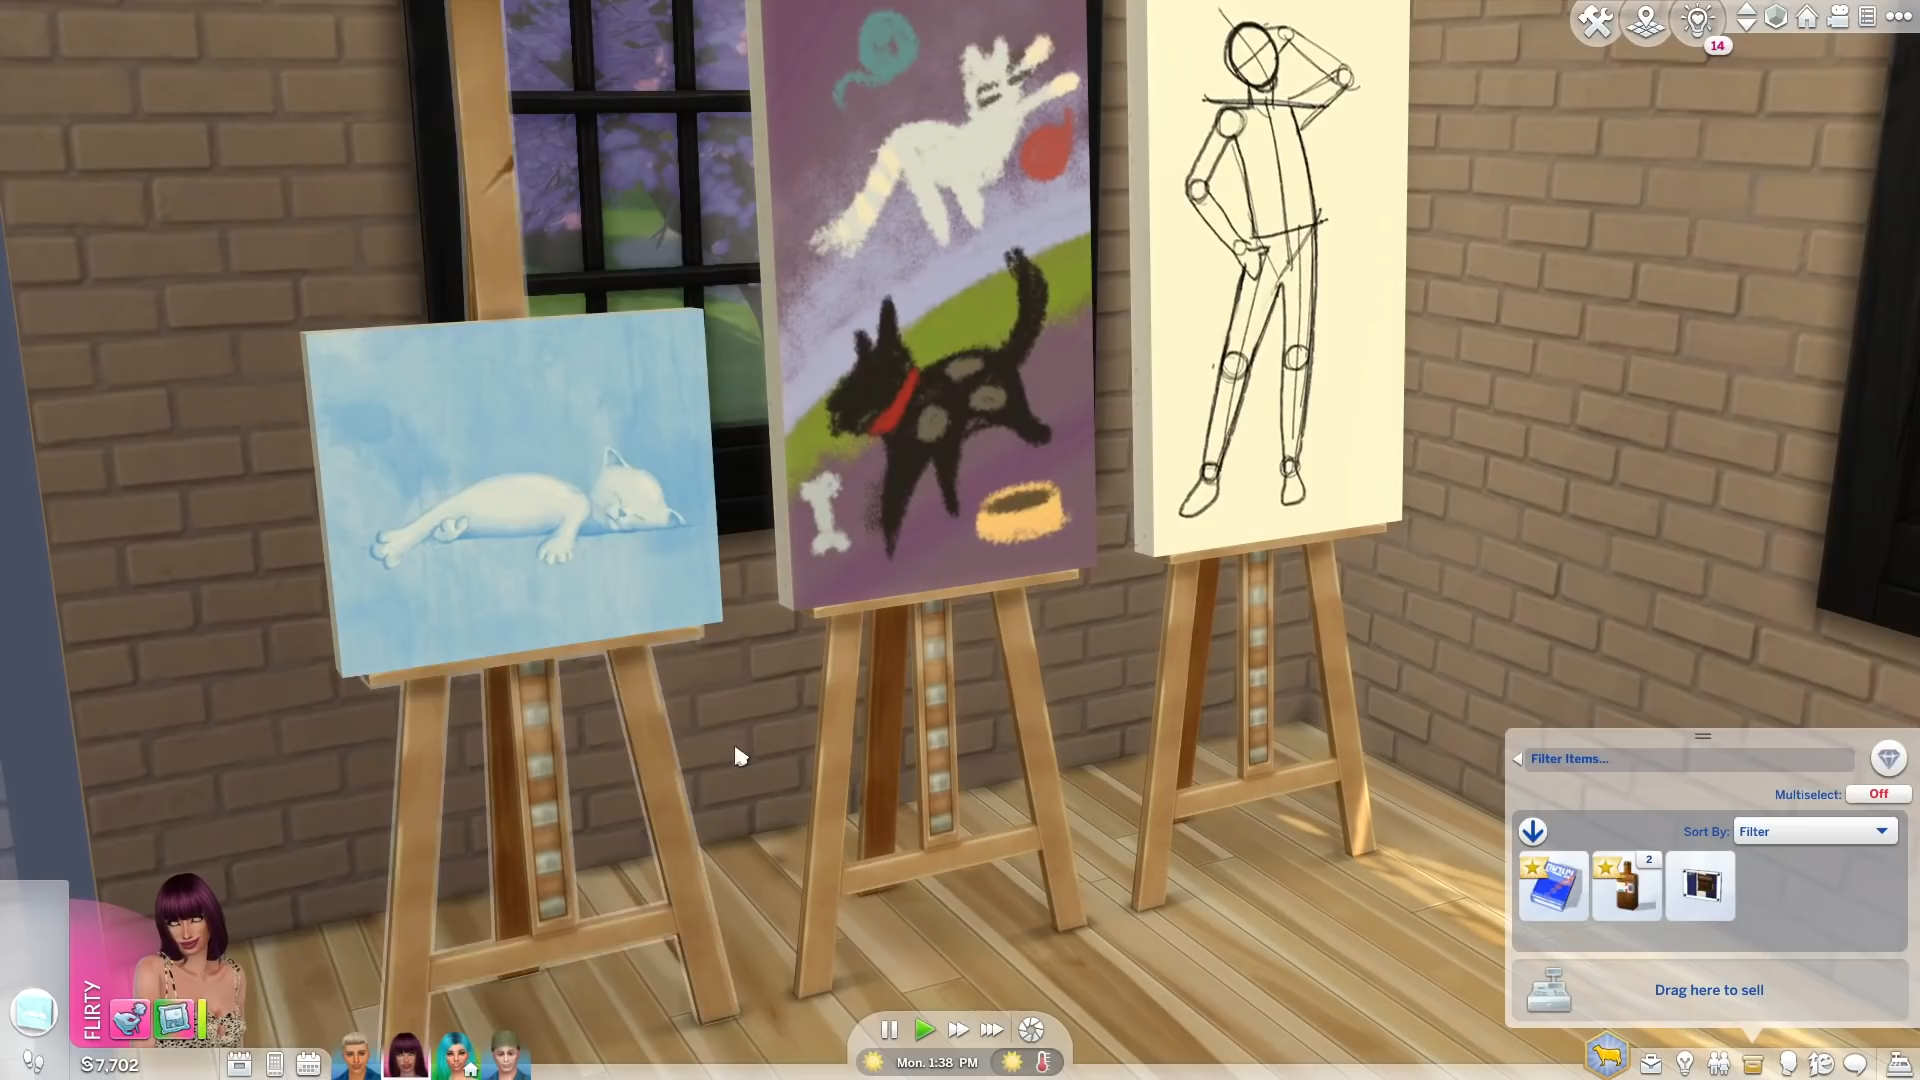 14
Filter Items...
Multiselect: Off
Sort By: Filter
2
Drag here to sell
FLIRTY
§7,702
Mon. 1:38 PM